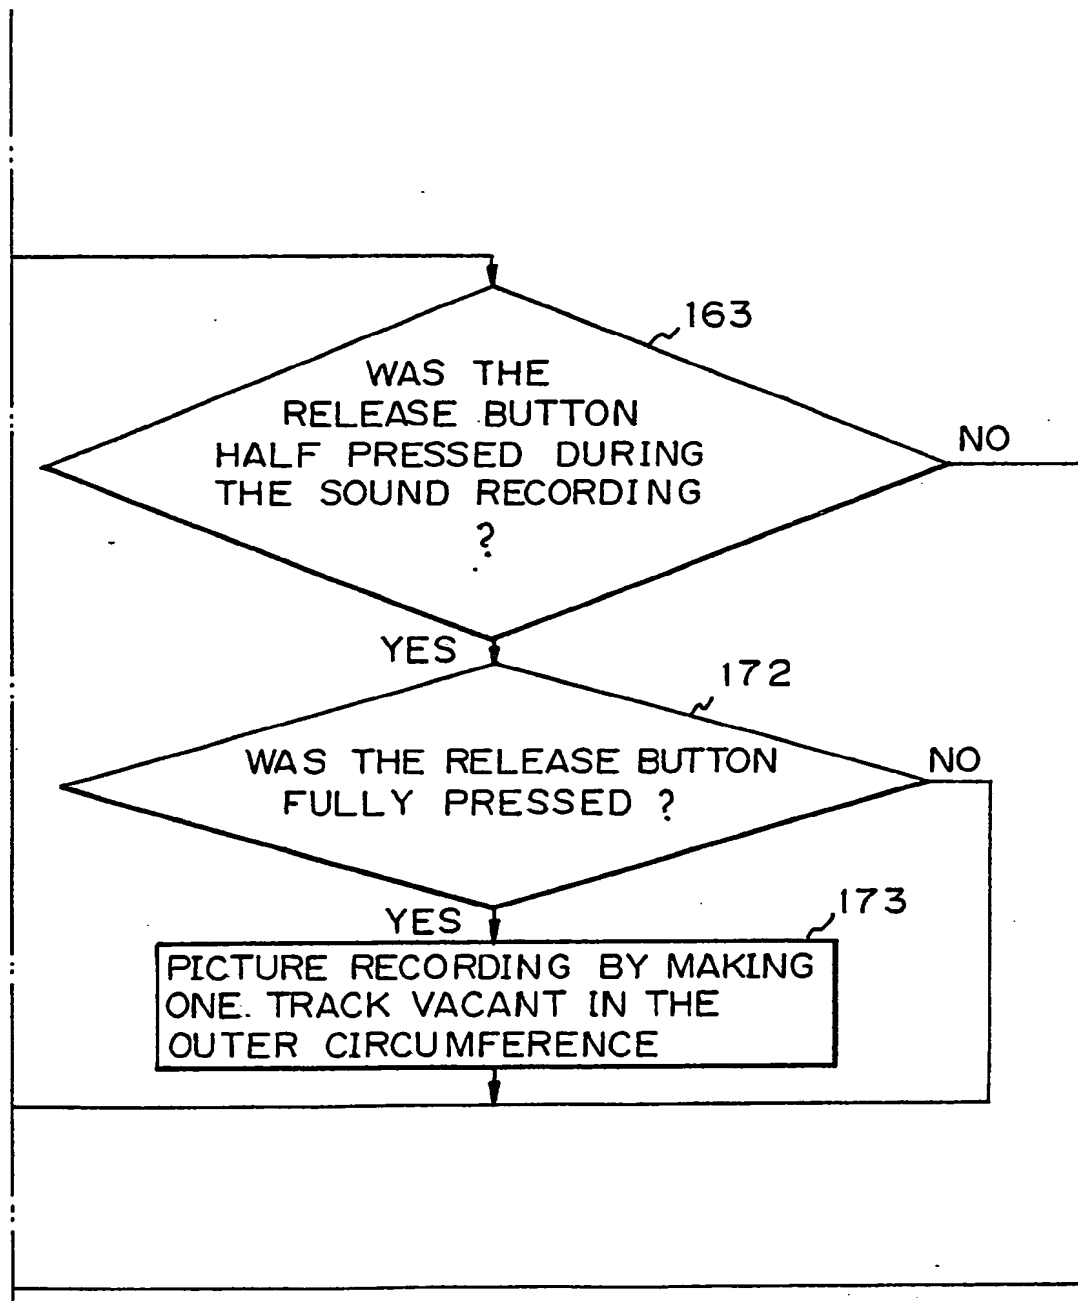 163
WAS THE
RELEASE BUTTON
HALF PRESSED DURING
THE SOUND RECORDING
?
NO
YES
172
WAS THE RELEASE BUTTON
FULLY PRESSED ?
NO
YES
173
PICTURE RECORDING BY MAKING
ONE. TRACK VACANT IN THE
OUTER CIRCUMFERENCE